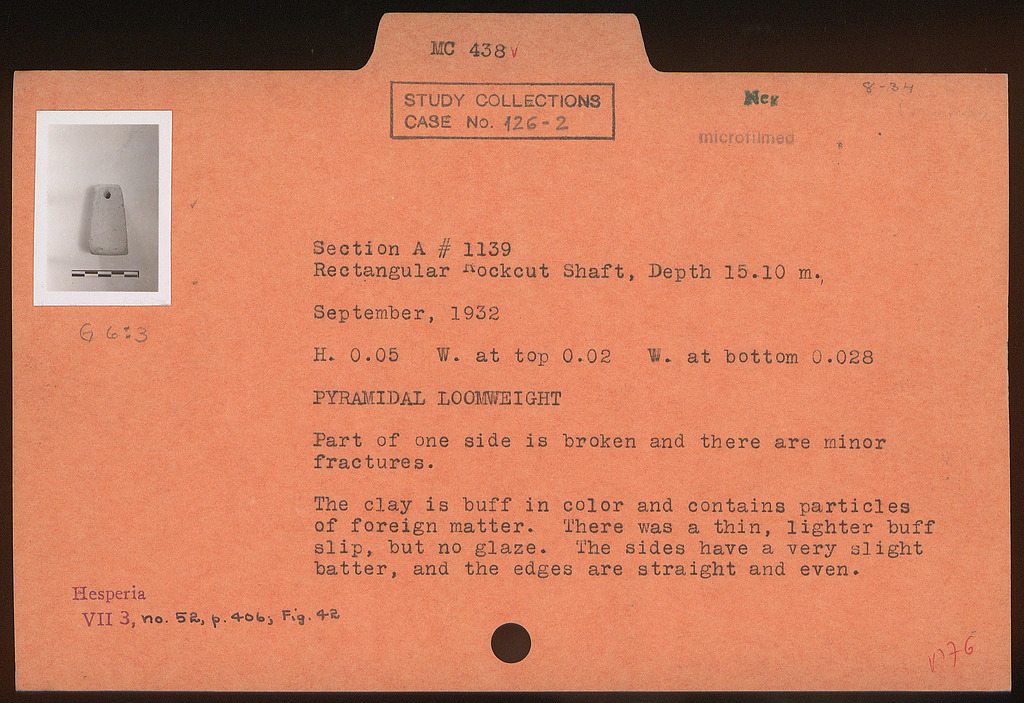 MC 438 v
STUDY COLLECTIONS
CASE No. 126-2
Neg
8-34
microfilmed
Section A # 1139
Rectangular Rockcut Shaft, Depth 15.10 m.,
September, 1932
H. 0.05 W. at top 0.02 W. at bottom 0.028
G 6:3
PYRAMIDAL LOOMWEIGHT
Part of one side is broken and there are minor
fractures.
The clay is buff in color and contains particles
of foreign matter. There was a thin, lighter buff
slip, but no glaze. The sides have a very slight
batter, and the edges are straight and even.
Hesperia
VII 3, no. 52, p. 406, Fig. 42